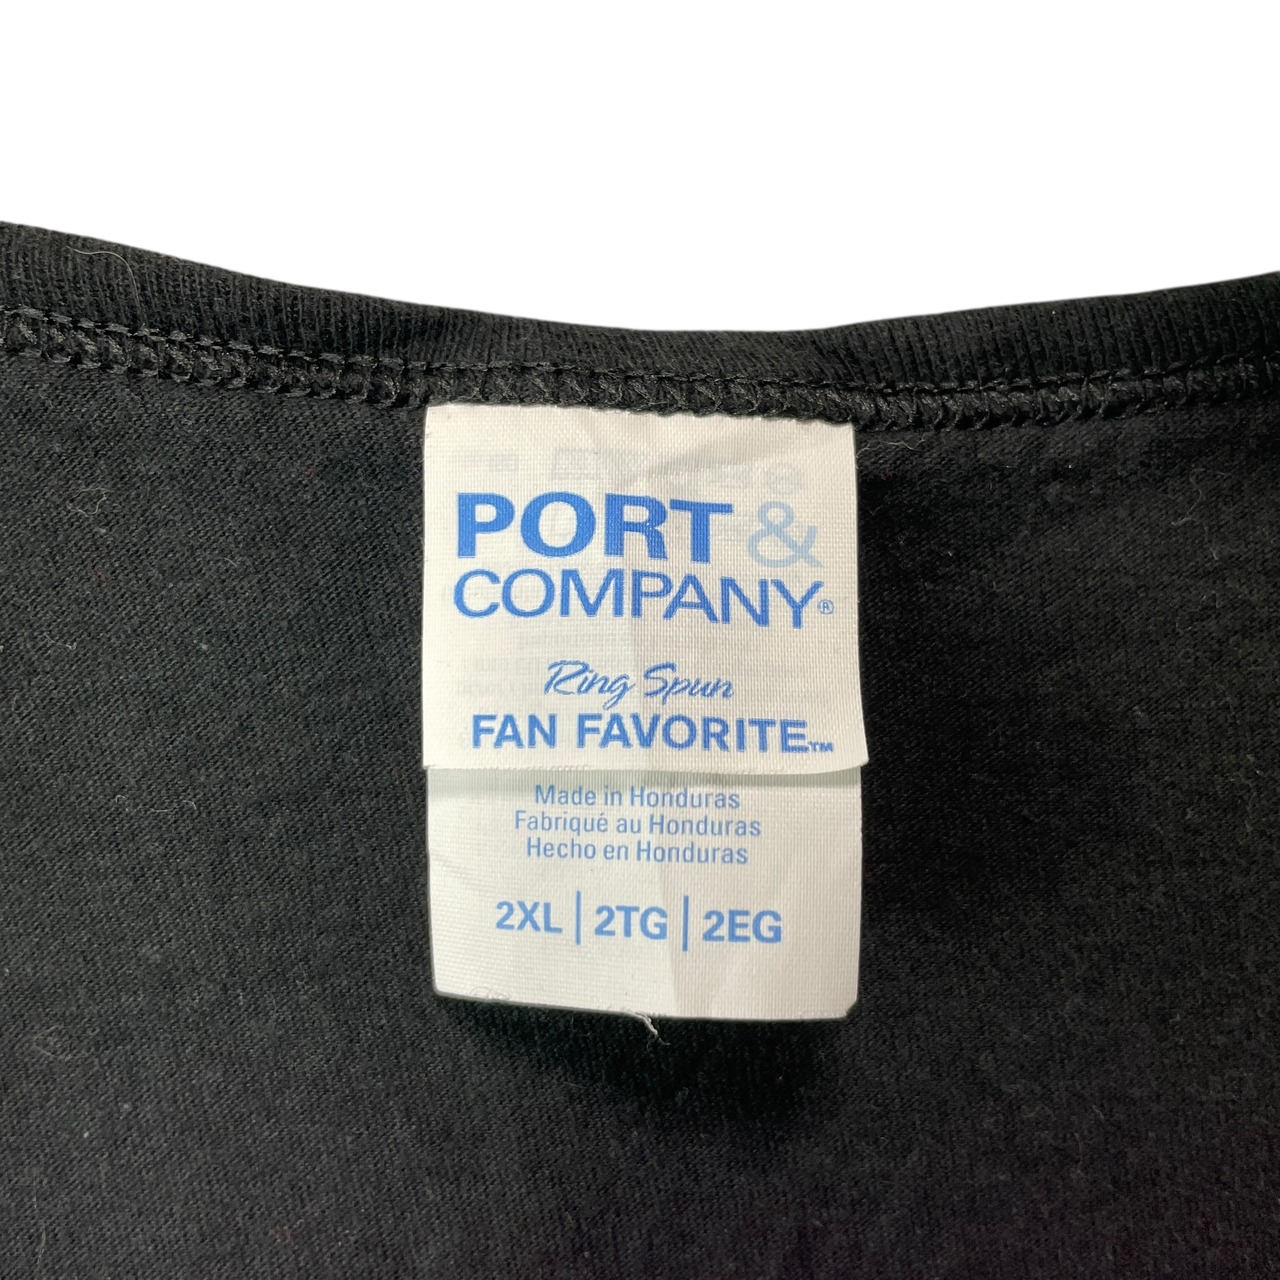 PORT &
COMPANY®
Ring Spun
FAN FAVORITE™
Made in Honduras
Fabriqué au Honduras
Hecho en Honduras
2XL | 2TG | 2EG